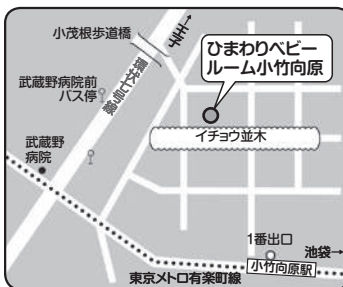 小茂根歩道橋
→王子
環状七号線
ひまわりベビー
ルーム小竹向原
武蔵野病院前
バス停
イチョウ並木
武蔵野
病院
1番出口
池袋→
小竹向原駅
東京メトロ有楽町線